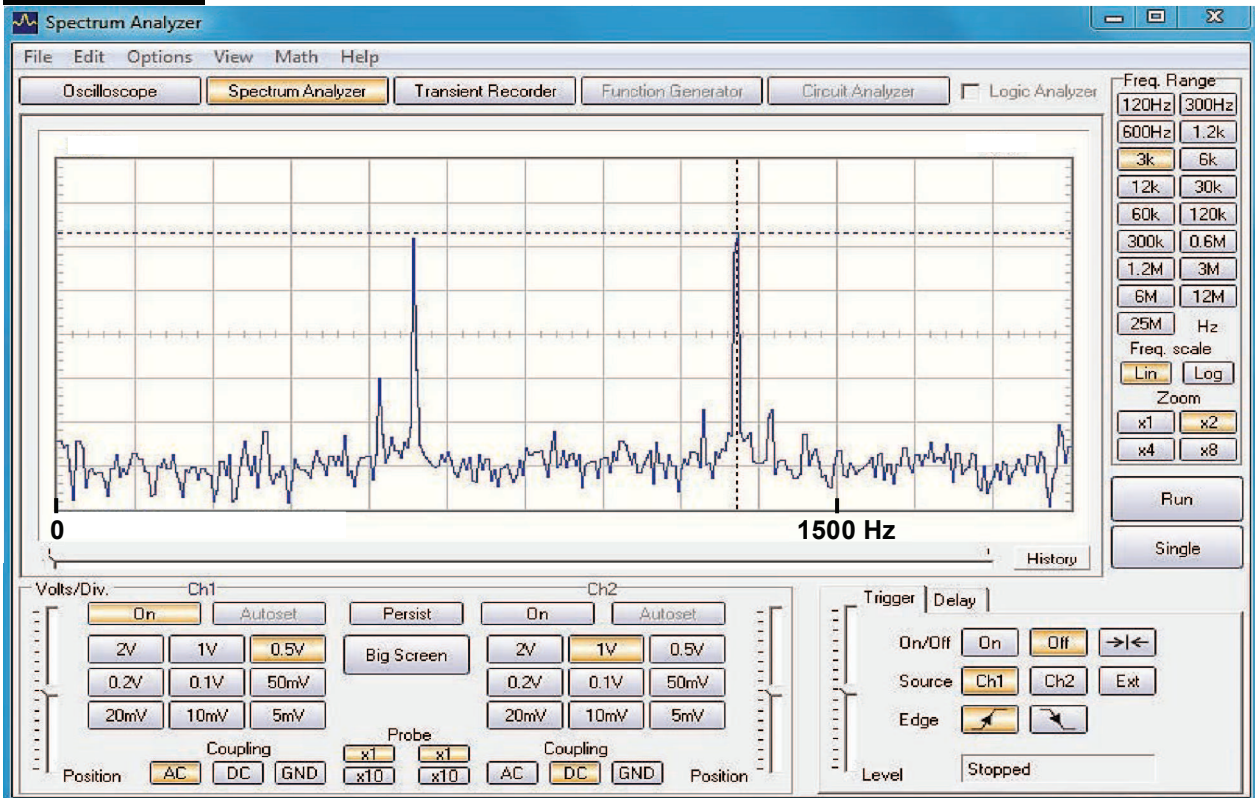 Spectrum Analyzer
File Edit Options View Math Help
Oscilloscope Spectrum Analyzer Transient Recorder Function Generator Circuit Analyzer Logic Analyzer
Freq. Range
120Hz 300Hz
600Hz 1.2k
3k 6k
12k 30k
60k 120k
300k 0.6M
1.2M 3M
6M 12M
25M Hz
Freq. scale
Lin Log
Zoom
x1 x2
x4 x8
Run
Single
0 1500 Hz
History
Volts/Div. Ch1 Ch2
On Autoset Persist On Autoset
2V 1V 0.5V Big Screen 2V 1V 0.5V
0.2V 0.1V 50mV 0.2V 0.1V 50mV
20mV 10mV 5mV 20mV 10mV 5mV
Coupling Probe Coupling
x1 x1
Position AC DC GND x10 x10 AC DC GND Position
Trigger Delay
On/Off On Off
Source Ch1 Ch2 Ext
Edge
Level Stopped